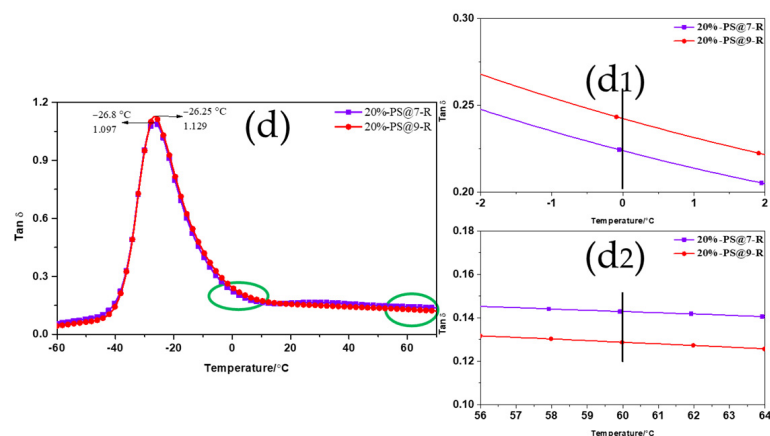 (d)
−26.8 °C
1.097
−26.25 °C
1.129
20%-PS@7-R
20%-PS@9-R
Tan δ
1.2
0.9
0.6
0.3
0.0
-60
-40
-20
0
20
40
60
Temperature/°C
(d1)
20%-PS@7-R
20%-PS@9-R
Tan δ
0.30
0.25
0.20
-2
-1
0
1
2
Temperature/°C
(d2)
20%-PS@7-R
20%-PS@9-R
Tan δ
0.18
0.16
0.14
0.12
0.10
56
57
58
59
60
61
62
63
64
Temperature/°C